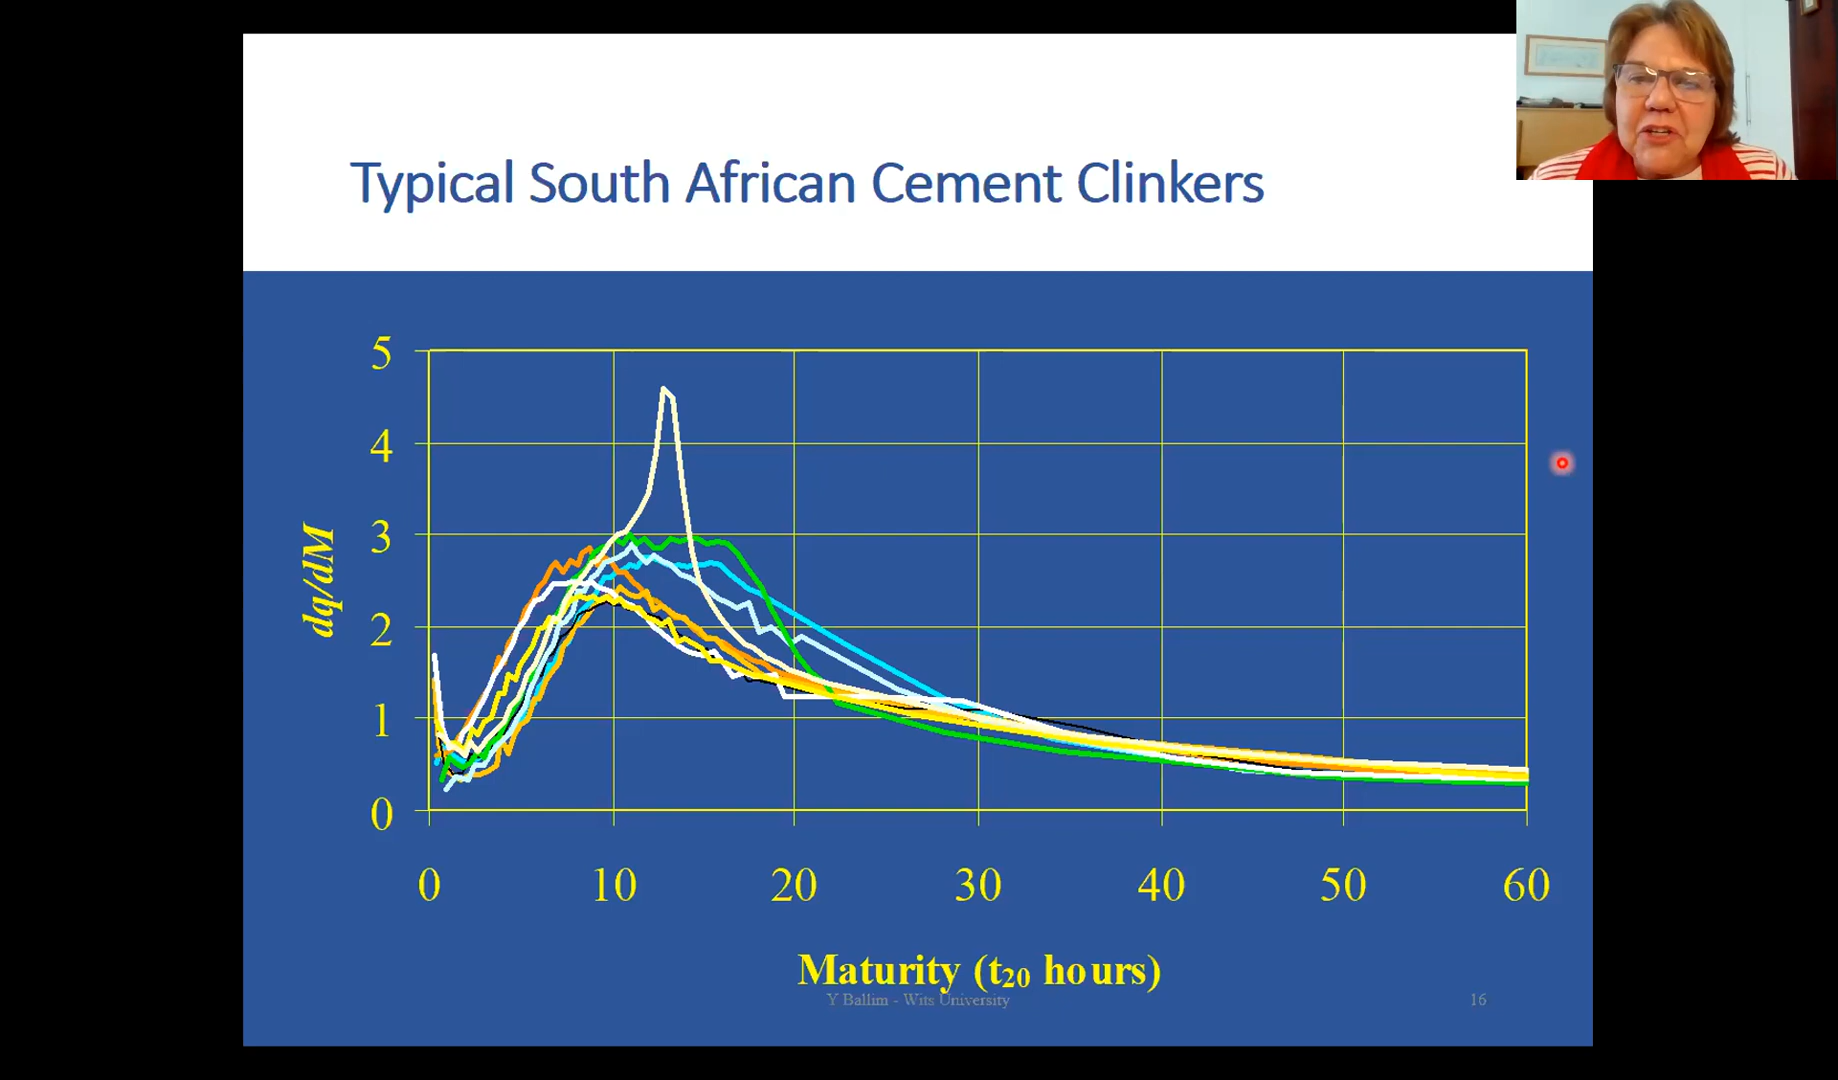 Typical South African Cement Clinkers
5
4
3
2
1
0
dq/dM
0 10 20 30 40 50 60
Maturity (t20 hours)
Y Ballim - Wits University
16